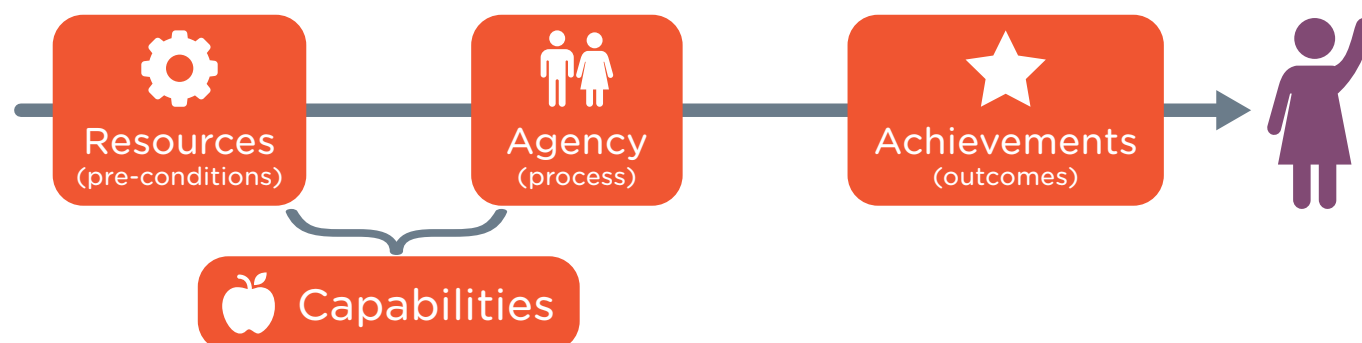 Resources
(pre-conditions)
Agency
(process)
Achievements
(outcomes)
Capabilities